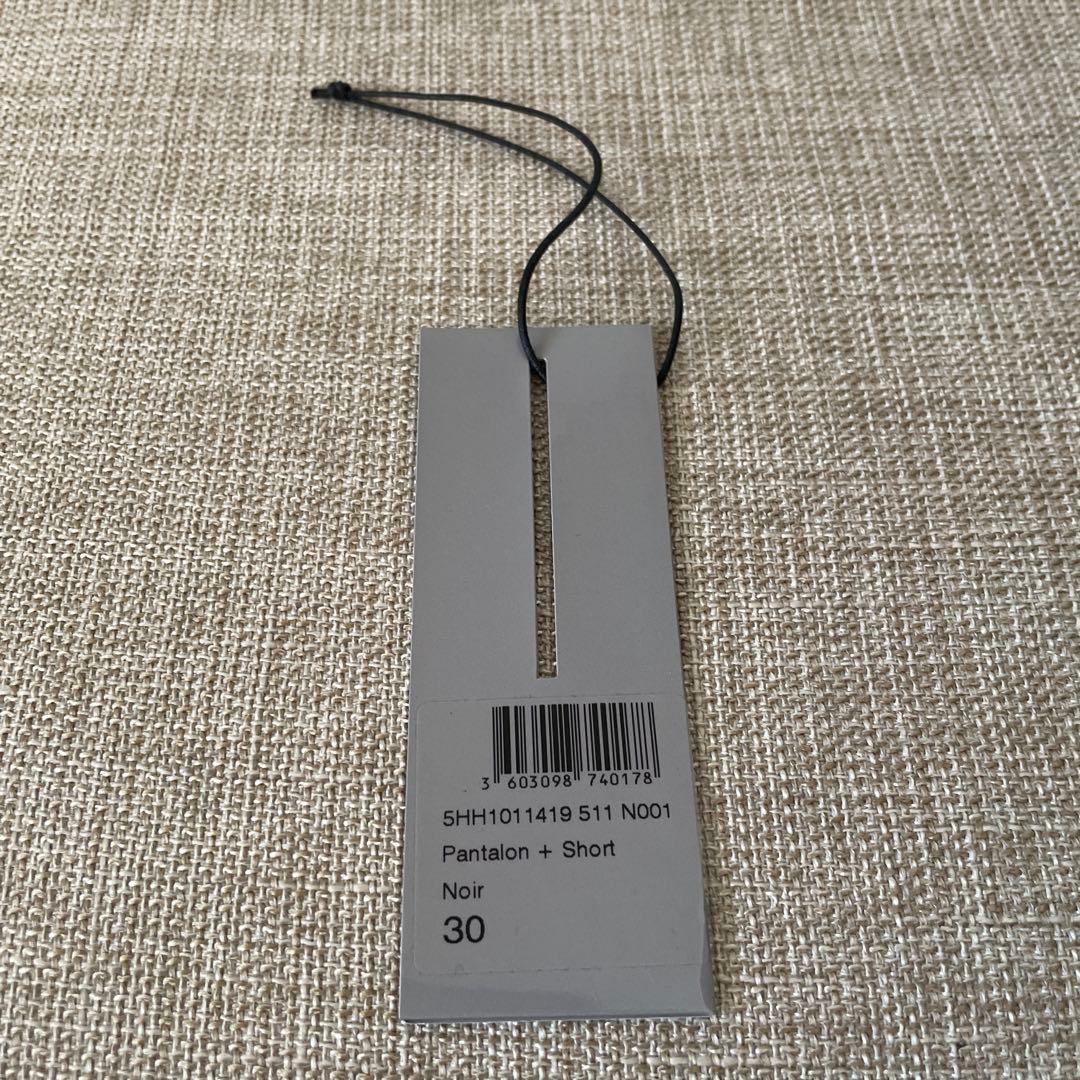 3 603098 740178
5HH1011419 511 N001
Pantalon + Short
Noir
30